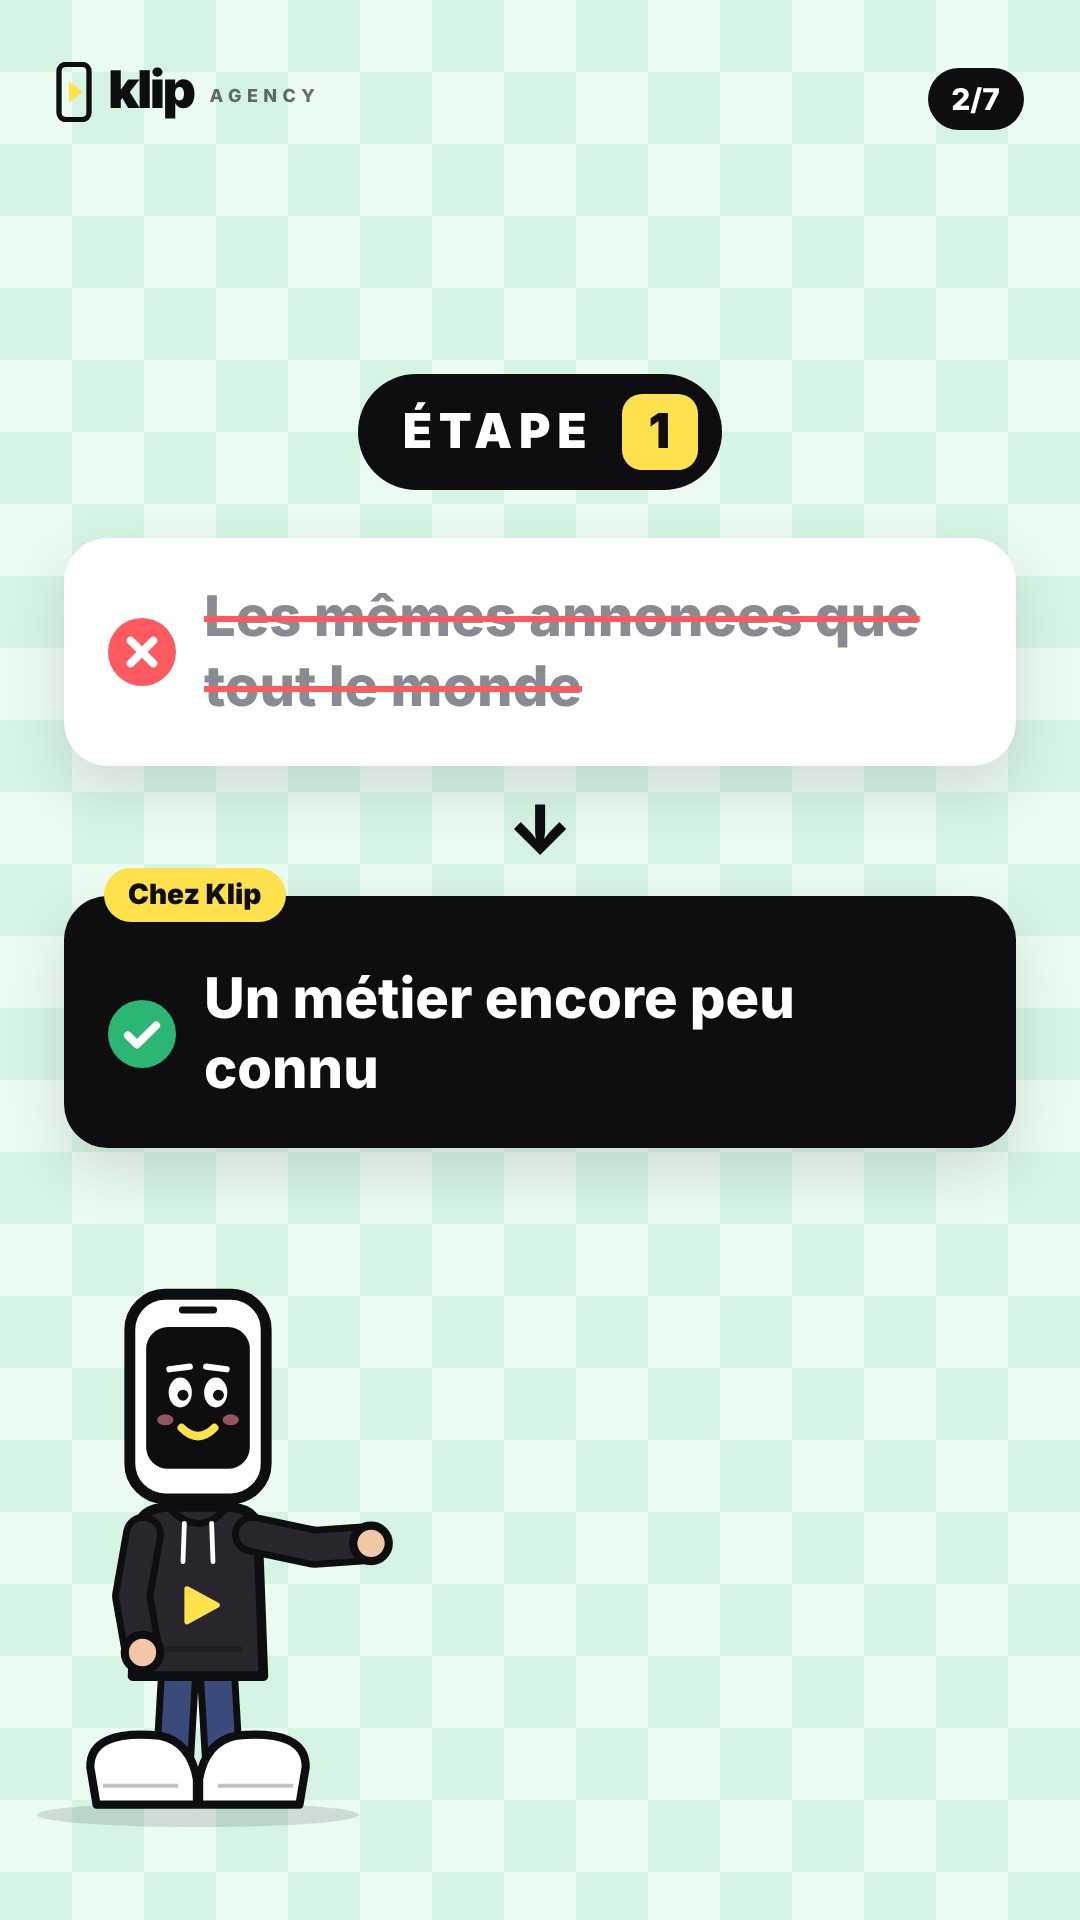 klip AGENCY
2/7
ÉTAPE 1
Les mêmes annonces que
tout le monde
Chez Klip
Un métier encore peu
connu